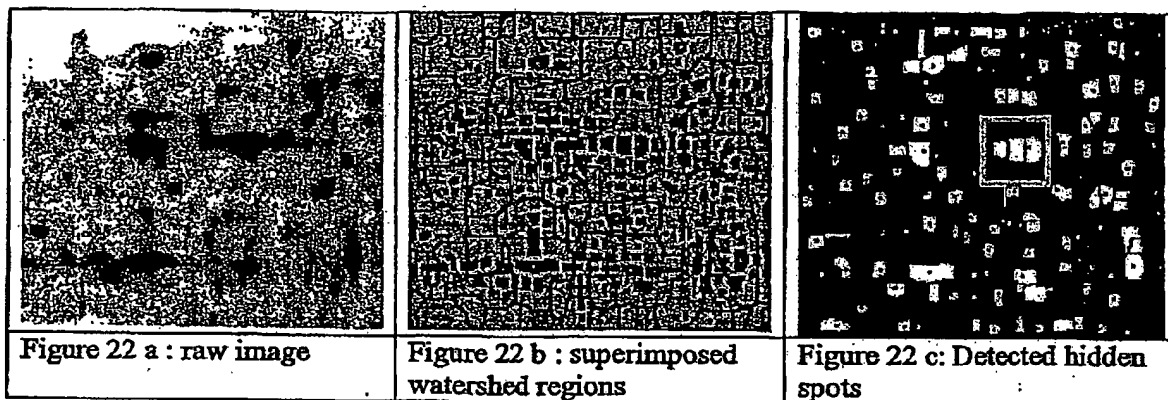 Figure 22 a : raw image
Figure 22 b : superimposed
watershed regions
Figure 22 c: Detected hidden
spots